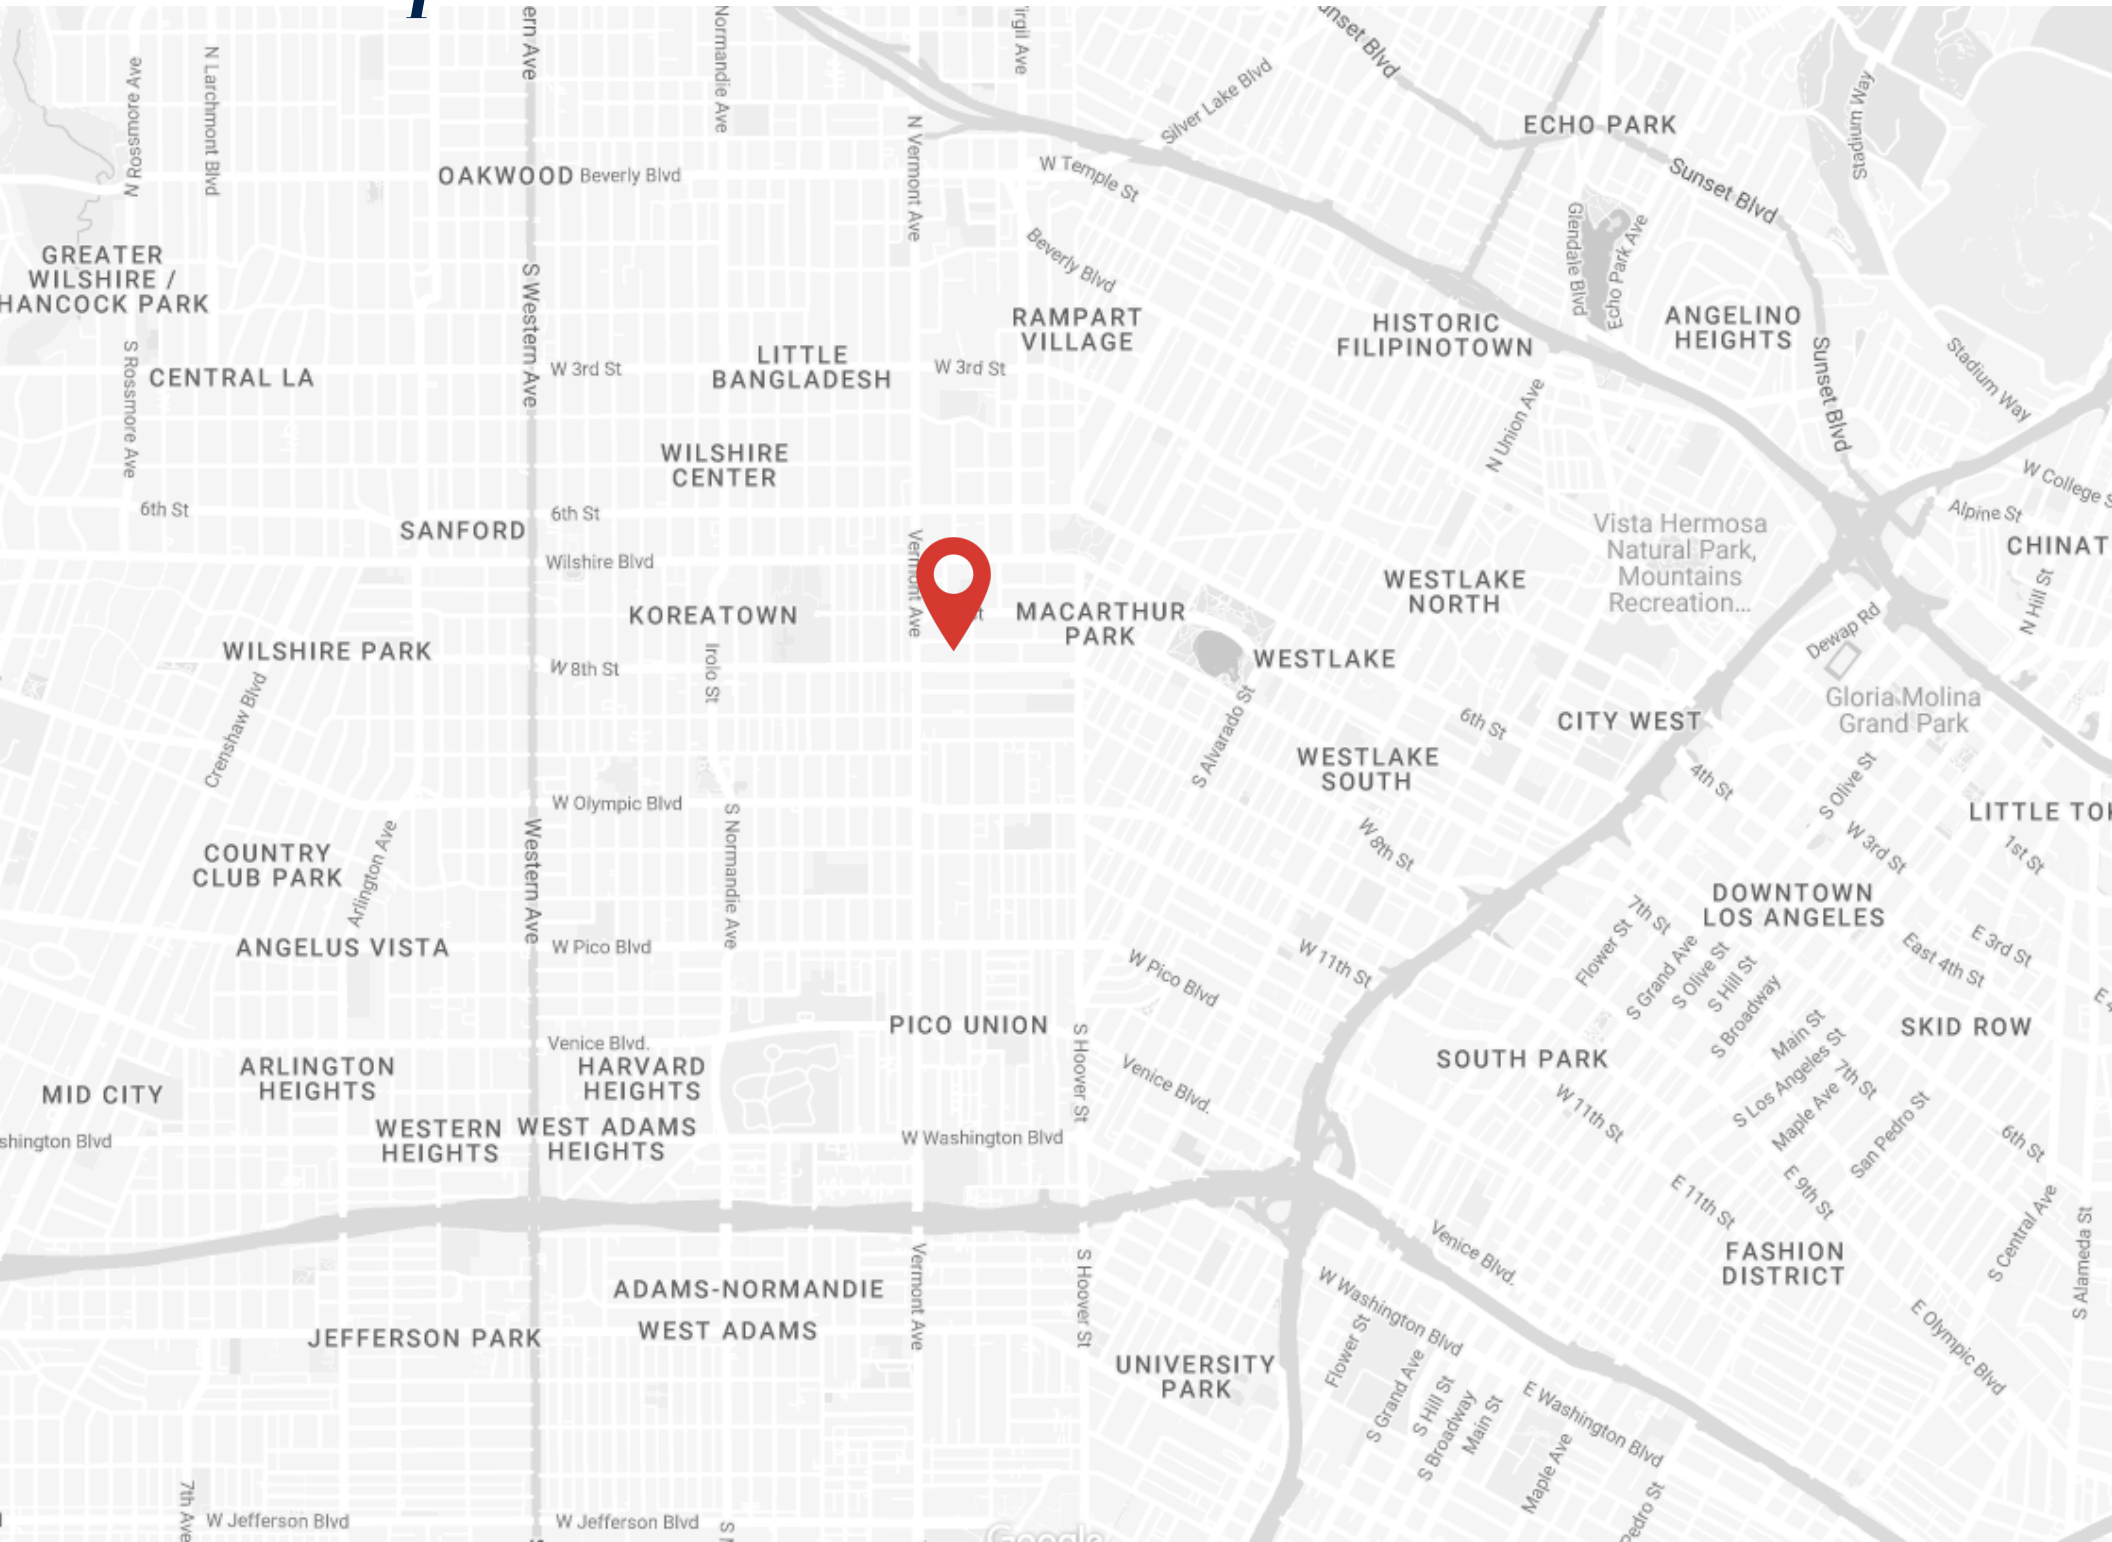 ern Ave
Normandie Ave
irgil Ave
unset Blvd
N Rossmore Ave
N Larchmont Blvd
Silver Lake Blvd
Stadium Way
ECHO PARK
N Vermont Ave
OAKWOOD
Beverly Blvd
W Temple St
Sunset Blvd
Glendale Blvd
Echo Park Ave
GREATER
WILSHIRE /
HANCOCK PARK
Beverly Blvd
S Western Ave
RAMPART
VILLAGE
HISTORIC
FILIPINOTOWN
ANGELINO
HEIGHTS
Sunset Blvd
Stadium Way
S Rossmore Ave
CENTRAL LA
W 3rd St
LITTLE
BANGLADESH
W 3rd St
N Union Ave
WILSHIRE
CENTER
W College S
Alpine St
6th St
SANFORD
6th St
Wilshire Blvd
Vermont Ave
Vista Hermosa
Natural Park,
Mountains
Recreation...
CHINAT
N Hill St
WESTLAKE
NORTH
KOREATOWN
st
MACARTHUR
PARK
Dewap Rd
WILSHIRE PARK
W 8th St
Irolo St
WESTLAKE
Gloria Molina
Grand Park
Crenshaw Blvd
S Alvarado St
6th St
CITY WEST
WESTLAKE
SOUTH
4th St
S Olive St
W Olympic Blvd
S Normandie Ave
W 8th St
W 3rd St
LITTLE TOK
1st St
COUNTRY
CLUB PARK
Arlington Ave
Western Ave
DOWNTOWN
LOS ANGELES
7th St
Flower St
S Grand Ave
S Olive St
S Hill St
S Broadway
E 3rd St
East 4th St
E 4
ANGELUS VISTA
W Pico Blvd
W Pico Blvd
W 11th St
PICO UNION
S Hoover St
Main St
S Los Angeles St
SKID ROW
Venice Blvd.
HARVARD
HEIGHTS
ARLINGTON
HEIGHTS
MID CITY
Venice Blvd.
SOUTH PARK
W 11th St
7th St
Maple Ave
San Pedro St
6th St
shington Blvd
WESTERN
HEIGHTS
WEST ADAMS
HEIGHTS
W Washington Blvd
E 11th St
E 9th St
S Central Ave
S Alameda St
Vermont Ave
S Hoover St
Venice Blvd.
FASHION
DISTRICT
ADAMS-NORMANDIE
W Washington Blvd
E Olympic Blvd
JEFFERSON PARK
WEST ADAMS
UNIVERSITY
PARK
Flower St
S Grand Ave
S Hill St
S Broadway
Main St
E Washington Blvd
Maple Ave
Pedro St
7th Ave
W Jefferson Blvd
W Jefferson Blvd
S
Google